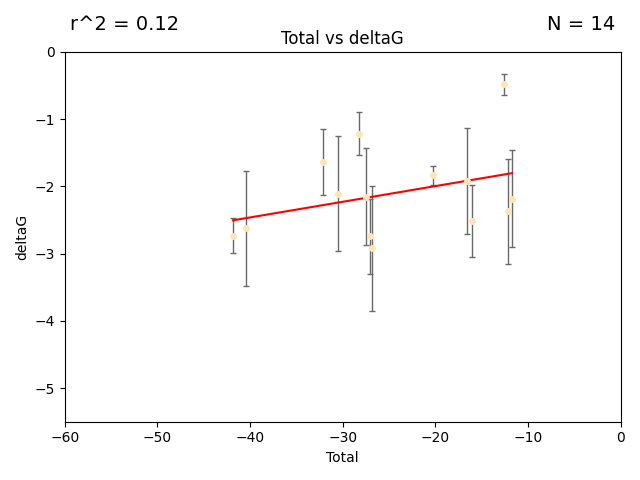 r^2 = 0.12
N = 14
Total vs deltaG
0
−1
−2
−3
−4
−5
deltaG
−60 −50 −40 −30 −20 −10 0
Total